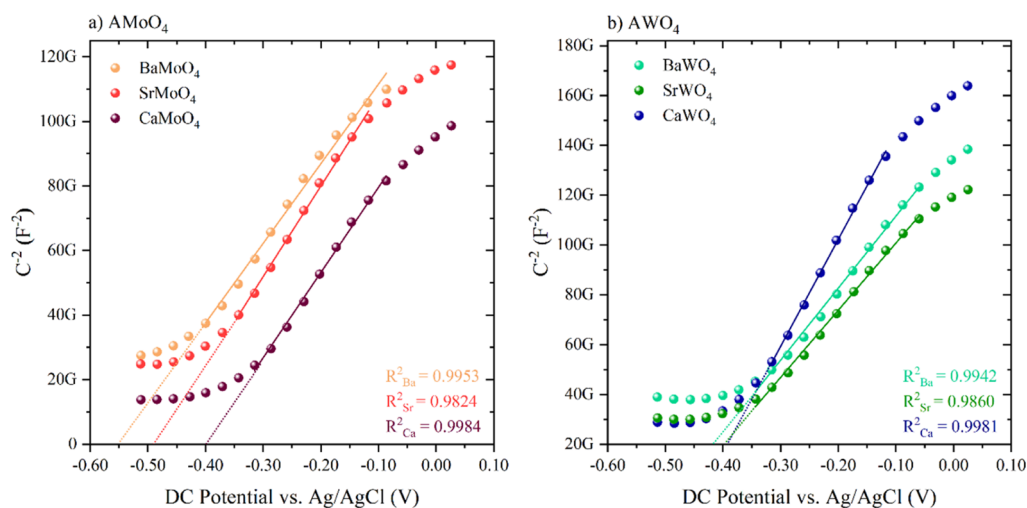 a) AMoO₄
120G
100G
80G
60G
40G
20G
0
C⁻² (F⁻²)
BaMoO₄
SrMoO₄
CaMoO₄
R²Ba = 0.9953
R²Sr = 0.9824
R²Ca = 0.9984
-0.60 -0.50 -0.40 -0.30 -0.20 -0.10 0.00 0.10
DC Potential vs. Ag/AgCl (V)
b) AWO₄
180G
160G
140G
120G
100G
80G
60G
40G
20G
C⁻² (F⁻²)
BaWO₄
SrWO₄
CaWO₄
R²Ba = 0.9942
R²Sr = 0.9860
R²Ca = 0.9981
-0.60 -0.50 -0.40 -0.30 -0.20 -0.10 0.00 0.10
DC Potential vs. Ag/AgCl (V)